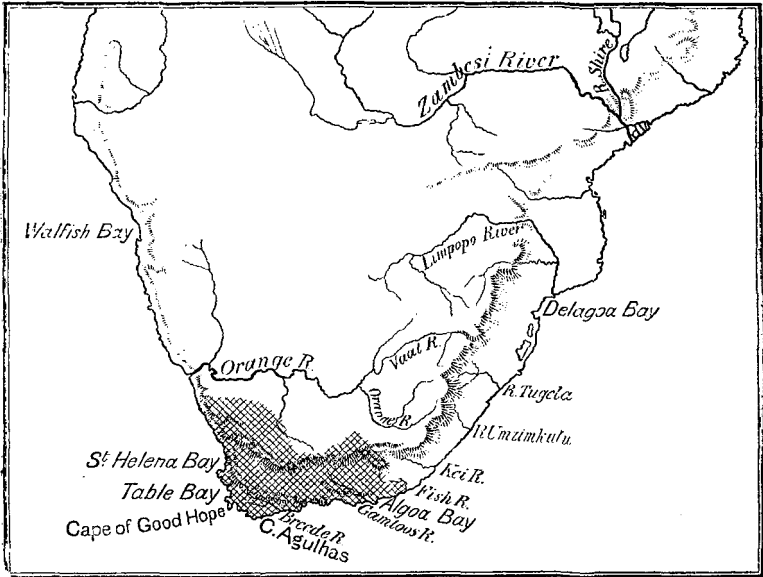 Zambesi River
R. Shire
Walfish Bay
Limpopo River
Delagoa Bay
Vaal R.
Orange R.
Orange R.
R. Tugela
R. Umzimkulu.
St. Helena Bay
Kei R.
Table Bay
Fish R.
Algoa Bay
Cape of Good Hope
Gamtoos R.
Breede R
C. Agulhas